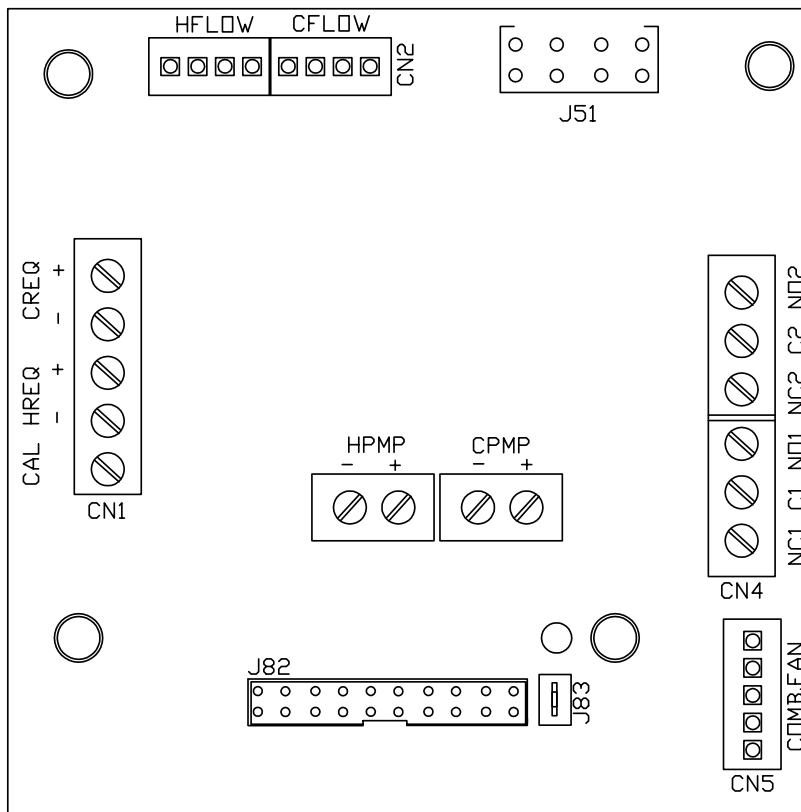 HFLOW CFLOW
CN2
J51
CREQ + -
HREQ + -
CAL
CN1
HPMP
- +
CPMP
- +
NO2
C2
NC2
NO1
C1
NC1
CN4
J82
J83
COMB.FAN
CN5